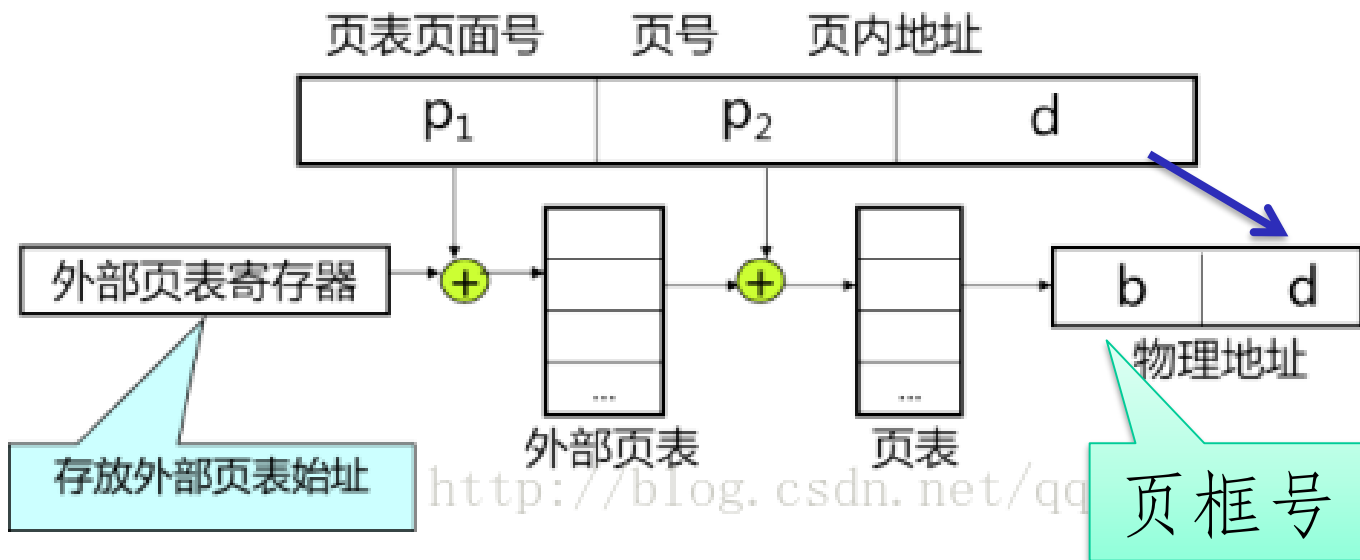 页表页面号 页号 页内地址
p₁ p₂ d
外部页表寄存器 + + b d
物理地址
... ...
外部页表 页表
存放外部页表始址
http://blog.csdn.net/qq
页框号